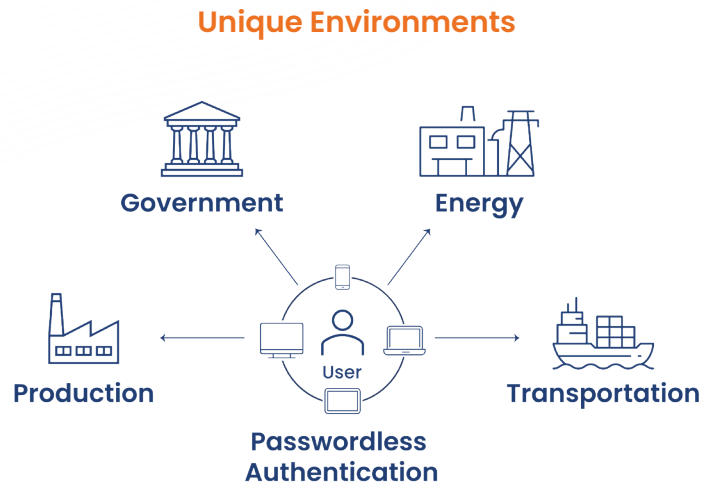 Unique Environments
Government
Energy
Production
User
Transportation
Passwordless
Authentication